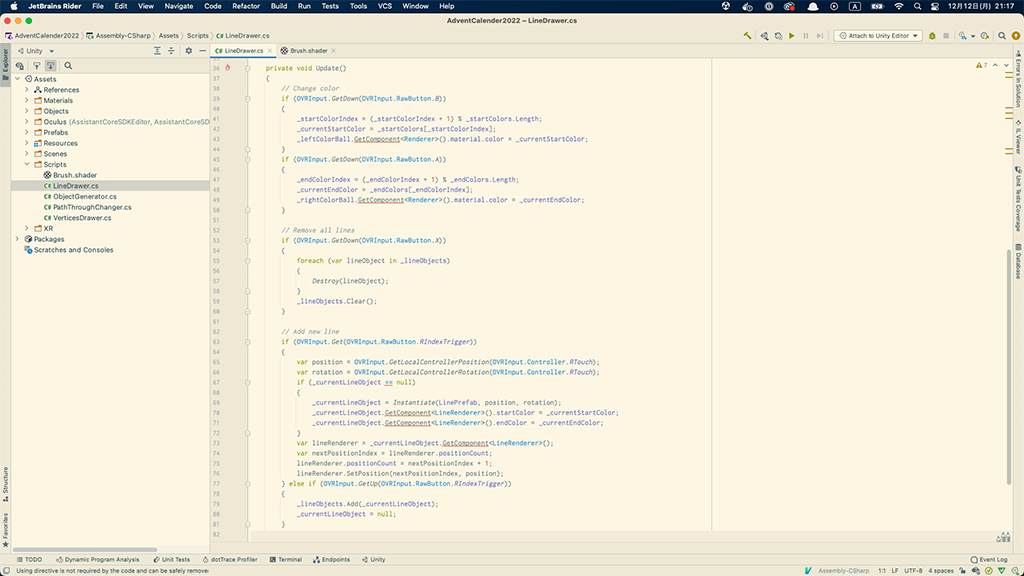 JetBrains Rider File Edit View Navigate Code Refactor Build Run Tests Tools VCS Window Help A 12月12日(月) 21:17
AdventCalender2022 – LineDrawer.cs
AdventCalender2022 Assembly-CSharp Assets Scripts LineDrawer.cs Attach to Unity Editor
Unity
LineDrawer.cs Brush.shader
Explorer
Assets
References
Materials
Objects
Oculus (AssistantCoreSDKEditor, AssistantCoreSD
Prefabs
Resources
Scenes
Scripts
Brush.shader
LineDrawer.cs
ObjectGenerator.cs
PathThroughChanger.cs
VerticesDrawer.cs
XR
Packages
Scratches and Consoles
Structure
Favorites
36 private void Update()
37 {
38 // Change color
39 if (OVRInput.GetDown(OVRInput.RawButton.B))
40 {
41 _startColorIndex = (_startColorIndex + 1) % _startColors.Length;
42 _currentStartColor = _startColors[_startColorIndex];
43 _leftColorBall.GetComponent<Renderer>().material.color = _currentStartColor;
44 }
45 if (OVRInput.GetDown(OVRInput.RawButton.A))
46 {
47 _endColorIndex = (_endColorIndex + 1) % _endColors.Length;
48 _currentEndColor = _endColors[_endColorIndex];
49 _rightColorBall.GetComponent<Renderer>().material.color = _currentEndColor;
50 }
51
52 // Remove all lines
53 if (OVRInput.GetDown(OVRInput.RawButton.X))
54 {
55 foreach (var lineObject in _lineObjects)
56 {
57 Destroy(lineObject);
58 }
59 _lineObjects.Clear();
60 }
61
62 // Add new line
63 if (OVRInput.Get(OVRInput.RawButton.RIndexTrigger))
64 {
65 var position = OVRInput.GetLocalControllerPosition(OVRInput.Controller.RTouch);
66 var rotation = OVRInput.GetLocalControllerRotation(OVRInput.Controller.RTouch);
67 if (_currentLineObject == null)
68 {
69 _currentLineObject = Instantiate(LinePrefab, position, rotation);
70 _currentLineObject.GetComponent<LineRenderer>().startColor = _currentStartColor;
71 _currentLineObject.GetComponent<LineRenderer>().endColor = _currentEndColor;
72 }
73 var lineRenderer = _currentLineObject.GetComponent<LineRenderer>();
74 var nextPositionIndex = lineRenderer.positionCount;
75 lineRenderer.positionCount = nextPositionIndex + 1;
76 lineRenderer.SetPosition(nextPositionIndex, position);
77 } else if (OVRInput.GetUp(OVRInput.RawButton.RIndexTrigger))
78 {
79 _lineObjects.Add(_currentLineObject);
80 _currentLineObject = null;
81 }
82
7
Errors In Solution
IL Viewer
Unit Tests Coverage
Database
TODO Dynamic Program Analysis Unit Tests dotTrace Profiler Terminal Endpoints Unity Event Log
Using directive is not required by the code and can be safely remove Assembly-CSharp 1:1 LF UTF-8 4 spaces